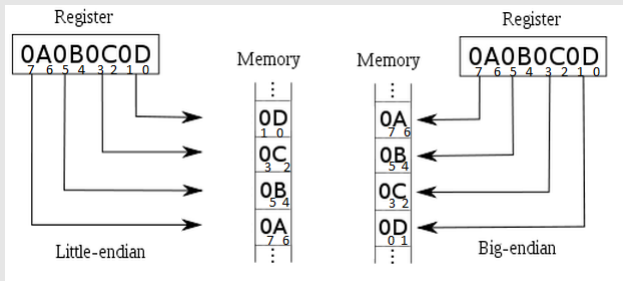 Register
0A0B0C0D
7 6 5 4 3 2 1 0
Memory
⋮
0D
1 0
0C
3 2
0B
5 4
0A
7 6
⋮
Little-endian
Register
0A0B0C0D
7 6 5 4 3 2 1 0
Memory
⋮
0A
7 6
0B
5 4
0C
3 2
0D
0 1
⋮
Big-endian